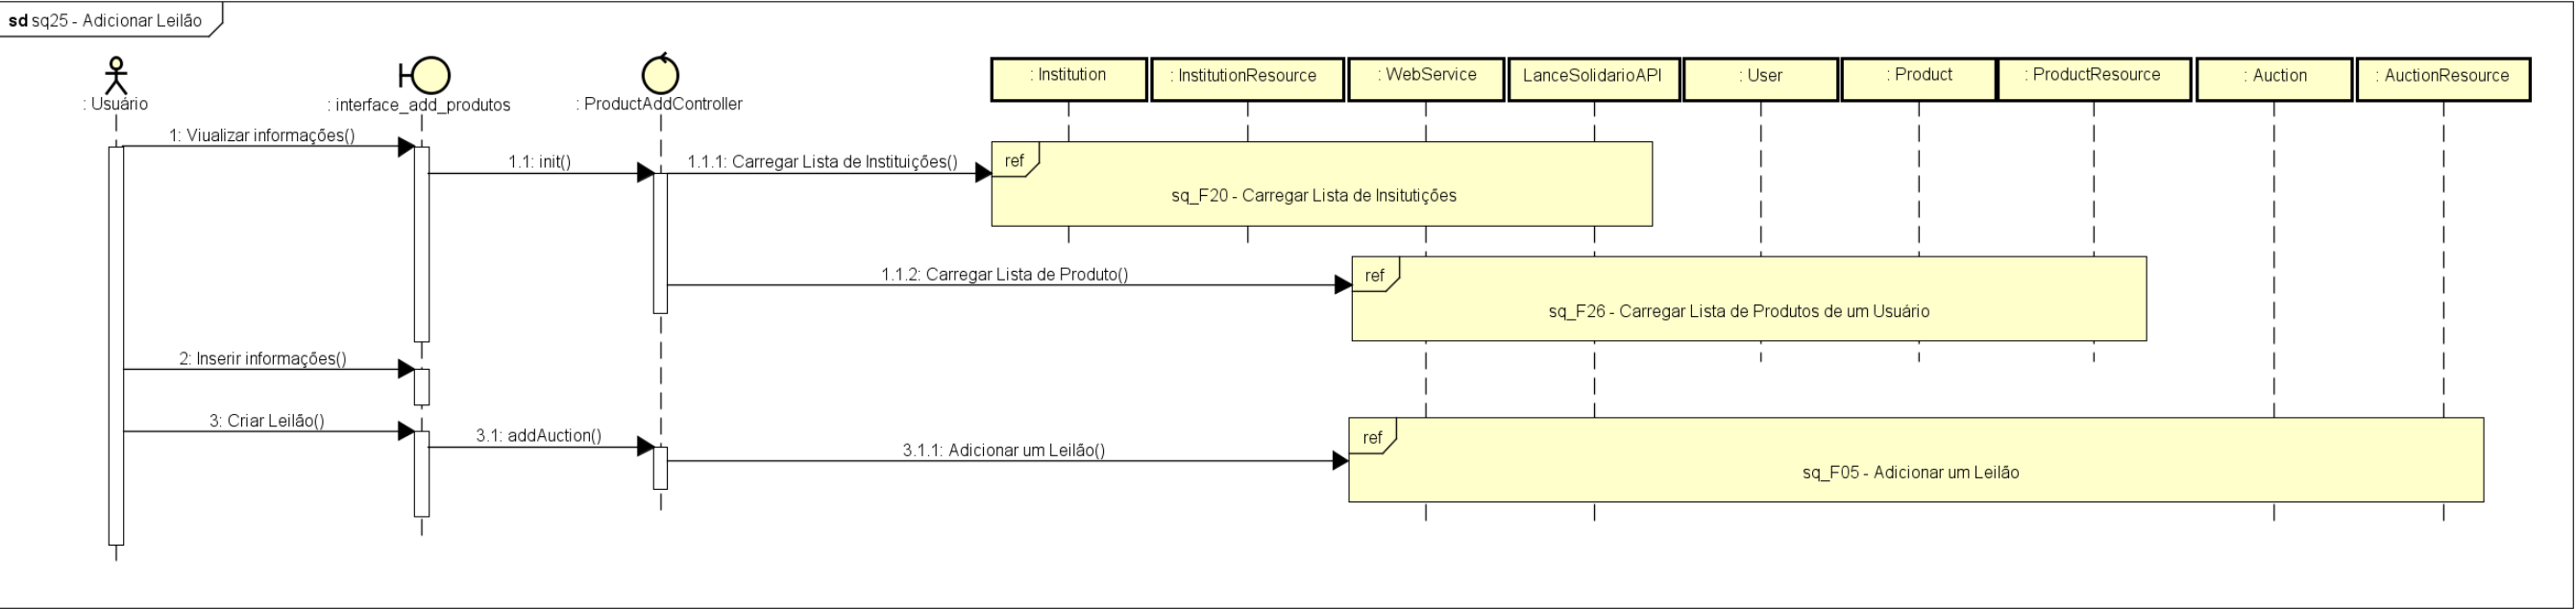 sd sq25 - Adicionar Leilão
: Usuário
: interface_add_produtos
: ProductAddController
: Institution
: InstitutionResource
: WebService
LanceSolidarioAPI
: User
: Product
: ProductResource
: Auction
: AuctionResource
1: Viualizar informações()
1.1: init()
1.1.1: Carregar Lista de Instituições()
ref
sq_F20 - Carregar Lista de Insitutições
1.1.2: Carregar Lista de Produto()
ref
sq_F26 - Carregar Lista de Produtos de um Usuário
2: Inserir informações()
3: Criar Leilão()
3.1: addAuction()
3.1.1: Adicionar um Leilão()
ref
sq_F05 - Adicionar um Leilão